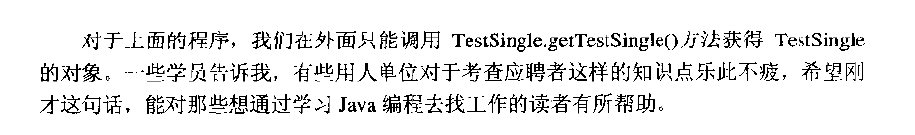 对于上面的程序，我们在外面只能调用 TestSingle.getTestSingle()方法获得 TestSingle
的对象。一些学员告诉我，有些用人单位对于考查应聘者这样的知识点乐此不疲，希望刚
才这句话，能对那些想通过学习 Java 编程去找工作的读者有所帮助。